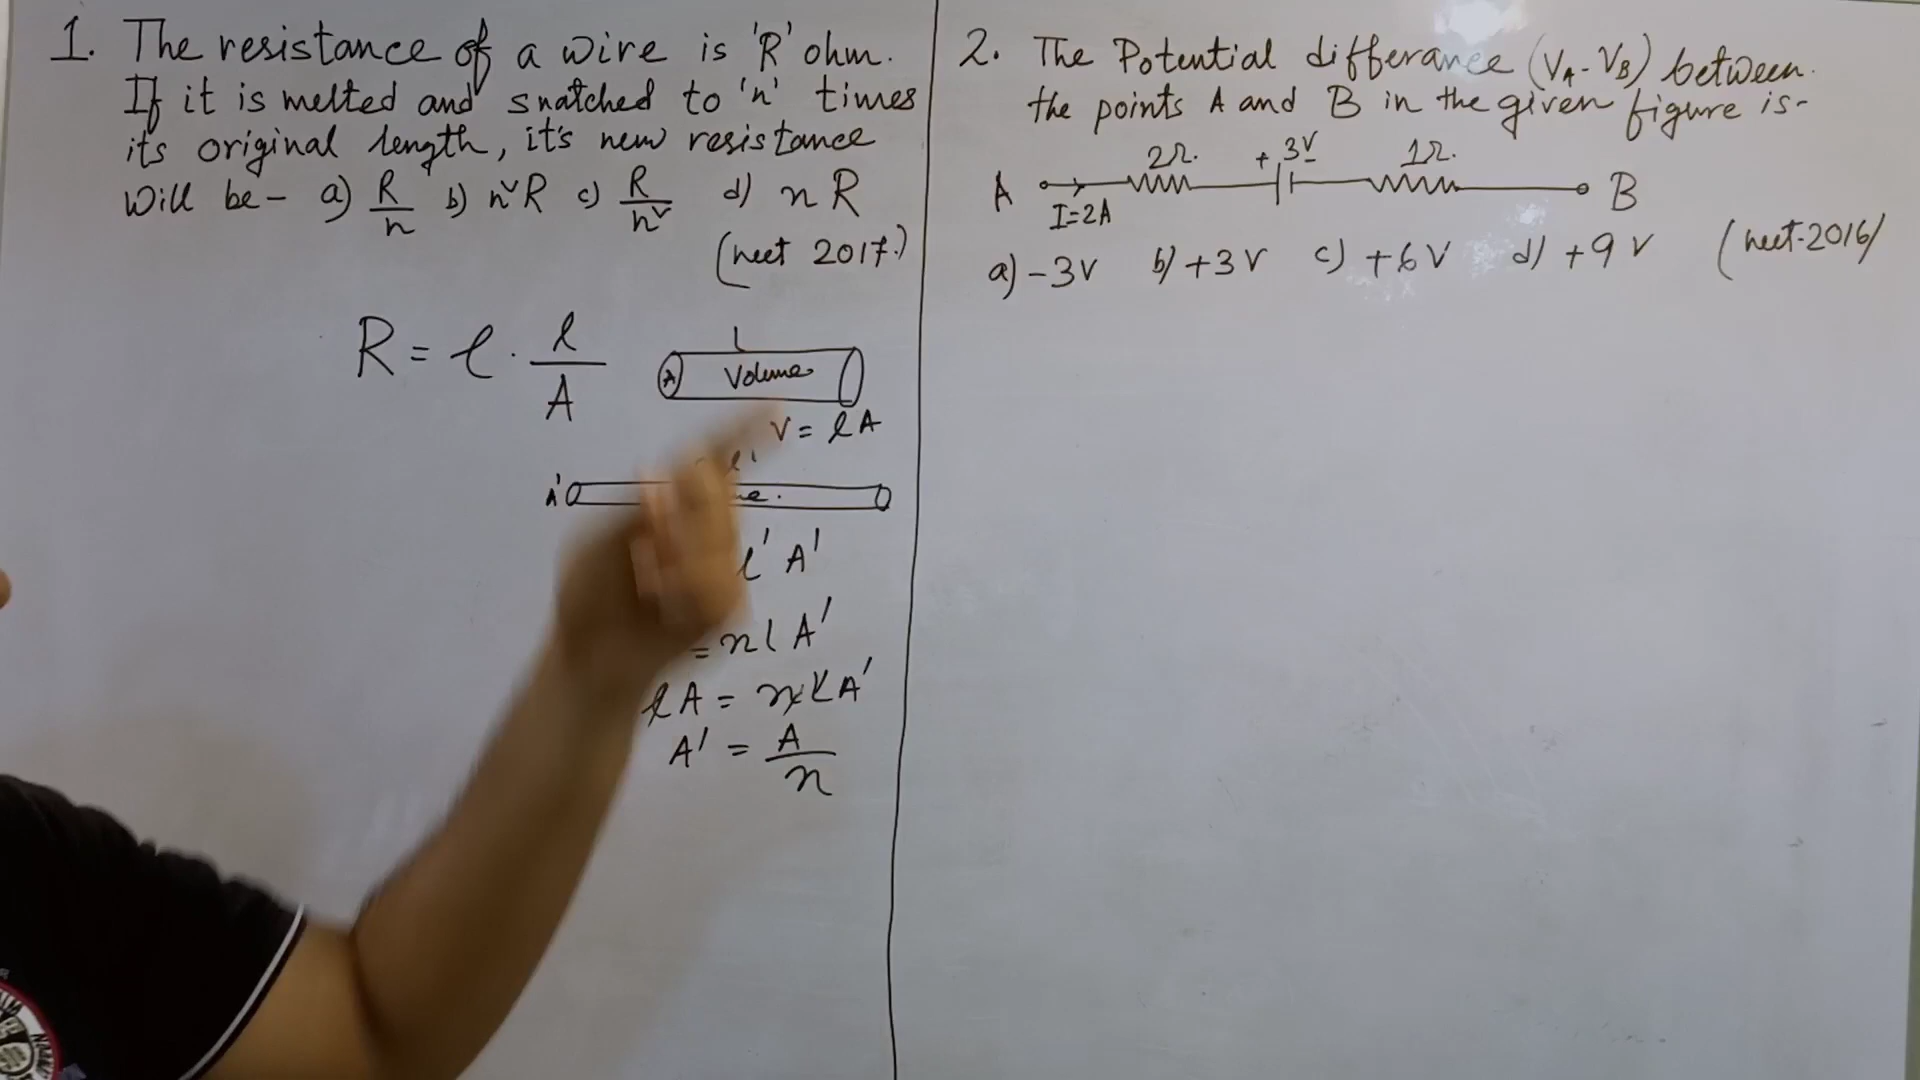 1. The resistance of a wire is 'R' ohm.
If it is melted and snatched to 'n' times
its original length, it's new resistance
Will be - a) R/n b) n²R c) R/n² d) nR
(neet 2017.)
R = ℓ · l/A
L
A Volume
V = lA
l'
A'
l' A'
= nlA'
lA = nlA'
A' = A/n
2. The Potential differance (VA - VB) between
the points A and B in the given figure is -
2Ω. + 3V 1Ω.
A B
I=2A
a) -3V b) +3V c) +6V d) +9V (neet-2016)